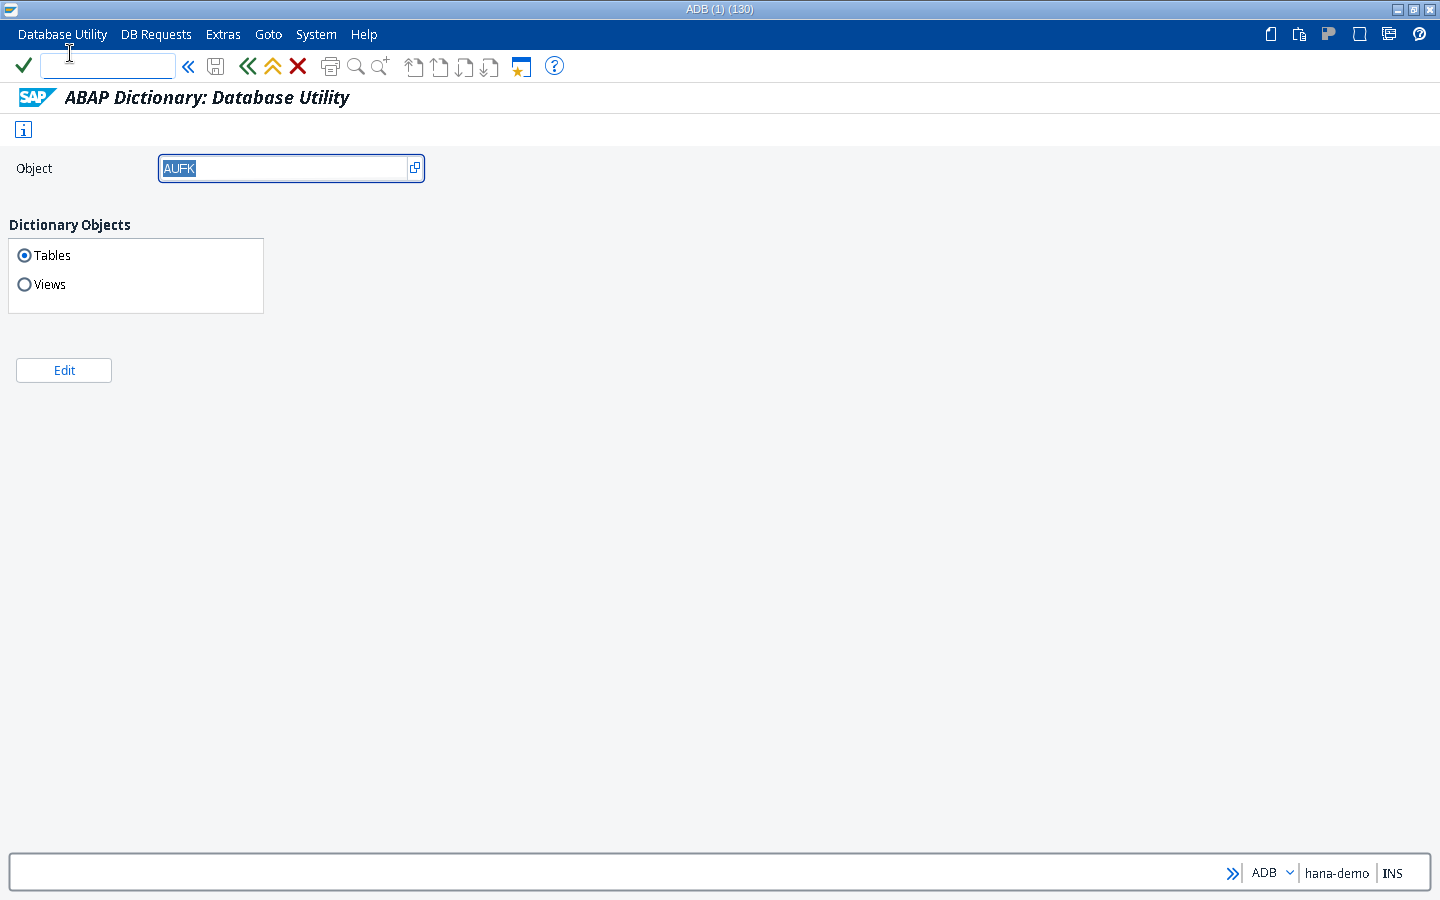 ADB (1) (130)
Database Utility DB Requests Extras Goto System Help
SAP ABAP Dictionary: Database Utility
Object AUFK
Dictionary Objects
Tables
Views
Edit
ADB hana-demo INS